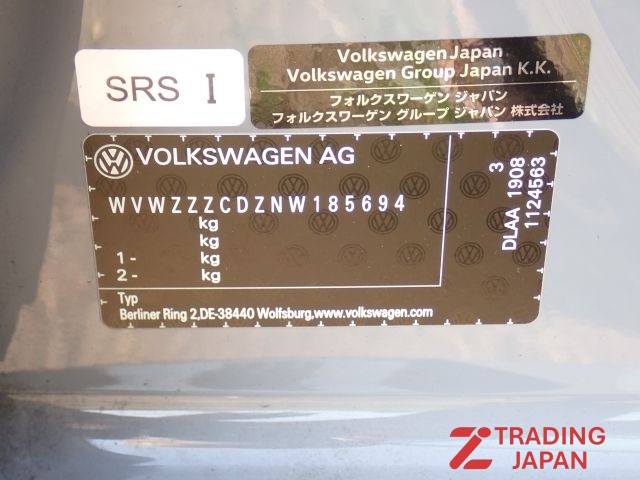 SRS I
Volkswagen Japan
Volkswagen Group Japan K.K.
フォルクスワーゲン ジャパン
フォルクスワーゲン グループ ジャパン 株式会社
VOLKSWAGEN AG
WVWZZZCDZNW185694
kg
kg
1 - kg
2 - kg
Typ
Berliner Ring 2,DE-38440 Wolfsburg,www.volkswagen.com
3
DLAA 1908
1124563
TRADING
JAPAN